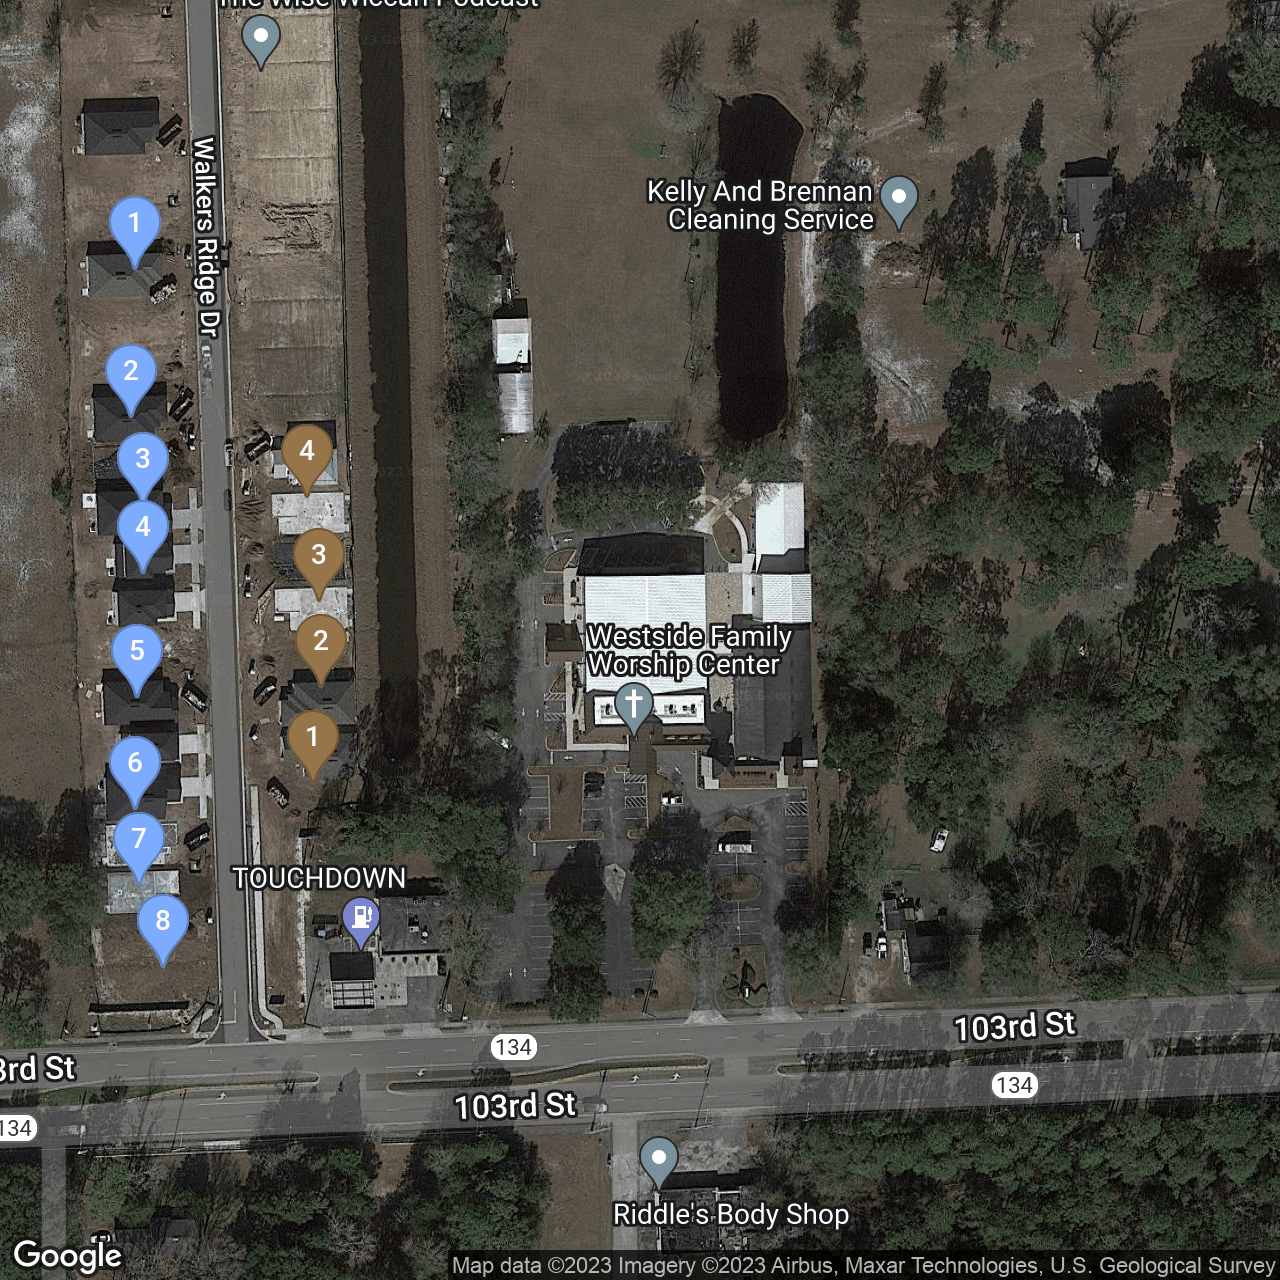 The Wise Wiccan Podcast
Walkers Ridge Dr
1
Kelly And Brennan
Cleaning Service
2
3
4
4
3
5
2
Westside Family
Worship Center
6
1
7
8
TOUCHDOWN
103rd St
134
3rd St
134
103rd St
134
Riddle's Body Shop
Google
Map data ©2023 Imagery ©2023 Airbus, Maxar Technologies, U.S. Geological Survey